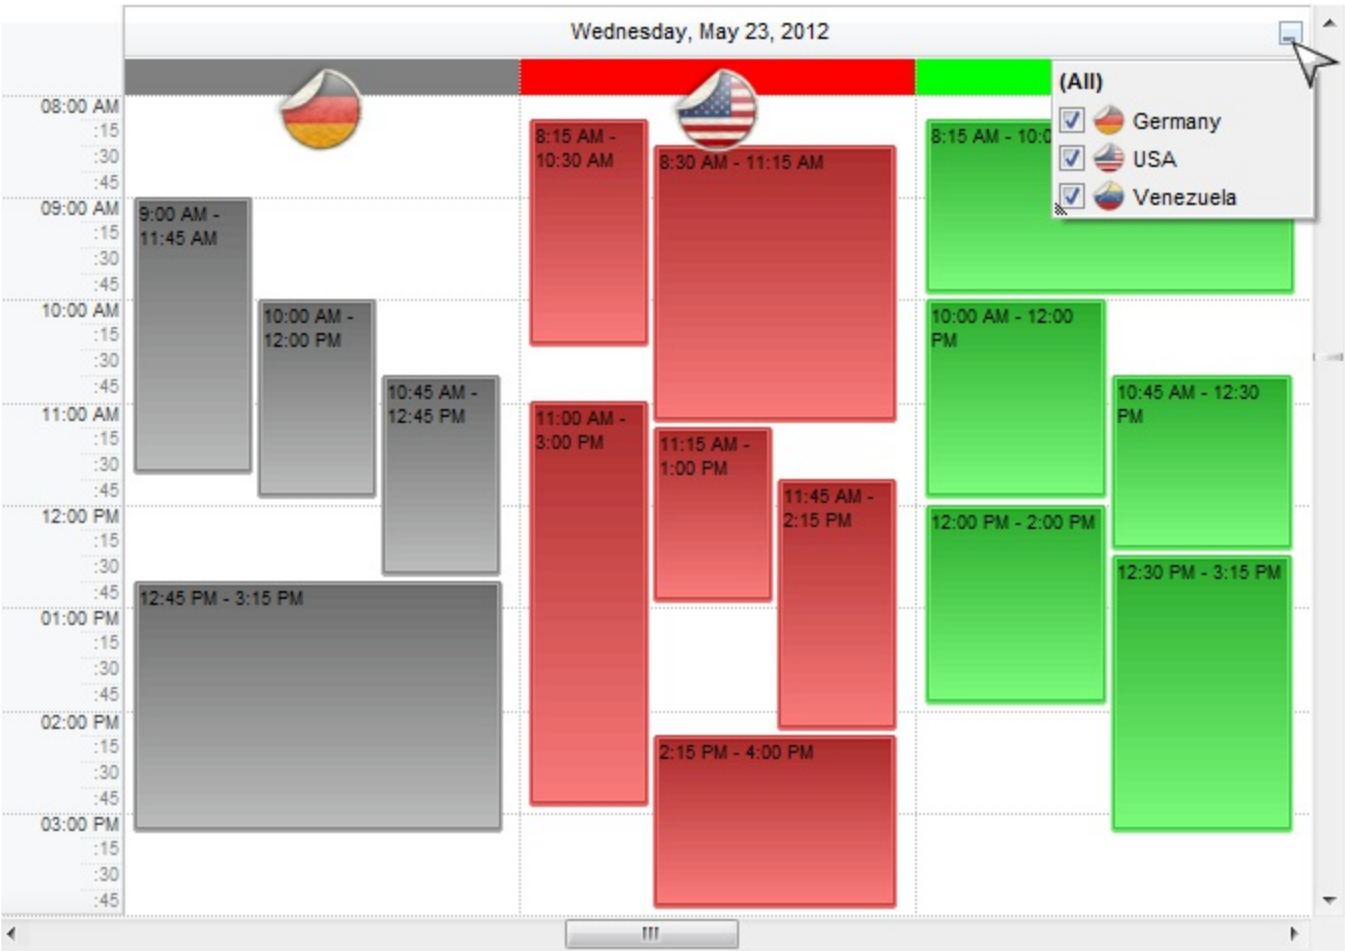 Wednesday, May 23, 2012
(All)
Germany
USA
Venezuela
08:00 AM
:15
:30
:45
09:00 AM
:15
:30
:45
10:00 AM
:15
:30
:45
11:00 AM
:15
:30
:45
12:00 PM
:15
:30
:45
01:00 PM
:15
:30
:45
02:00 PM
:15
:30
:45
03:00 PM
:15
:30
:45
9:00 AM -
11:45 AM
10:00 AM -
12:00 PM
10:45 AM -
12:45 PM
12:45 PM - 3:15 PM
8:15 AM -
10:30 AM
8:30 AM - 11:15 AM
11:00 AM -
3:00 PM
11:15 AM -
1:00 PM
11:45 AM -
2:15 PM
2:15 PM - 4:00 PM
8:15 AM - 10:0
10:00 AM - 12:00
PM
10:45 AM - 12:30
PM
12:00 PM - 2:00 PM
12:30 PM - 3:15 PM